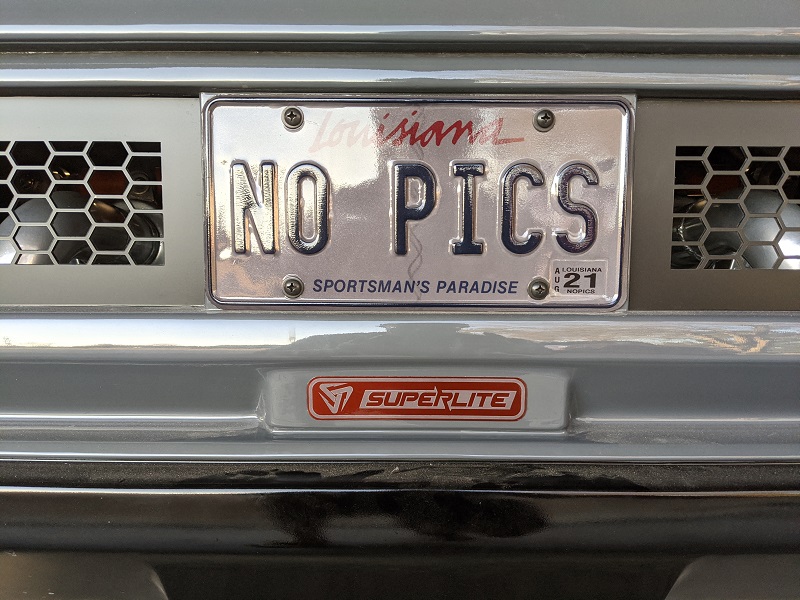 Louisiana
NO PICS
SPORTSMAN'S PARADISE
AUG
LOUISIANA
21
NOPICS
SUPERLITE